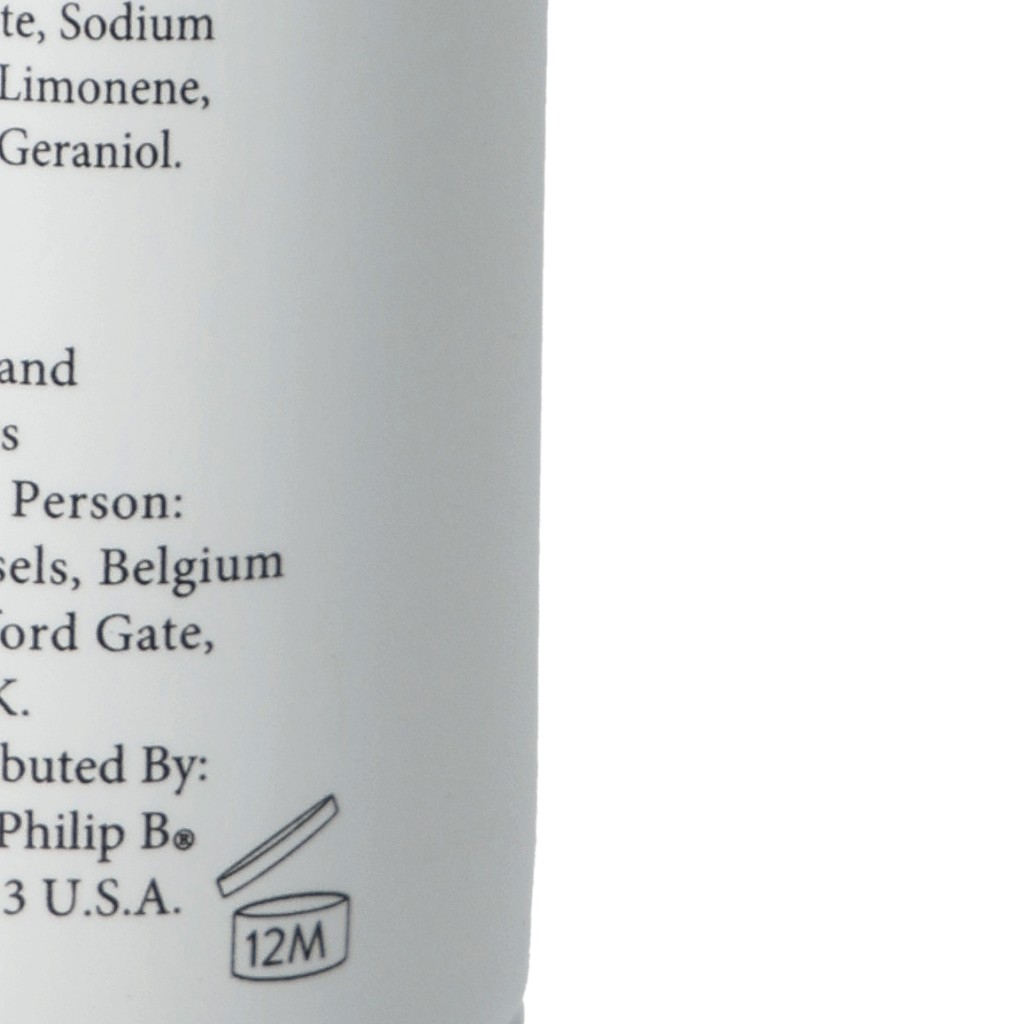 te, Sodium
Limonene,
Geraniol.
and
s
Person:
sels, Belgium
ord Gate,
K.
buted By:
Philip B®
3 U.S.A.
12M